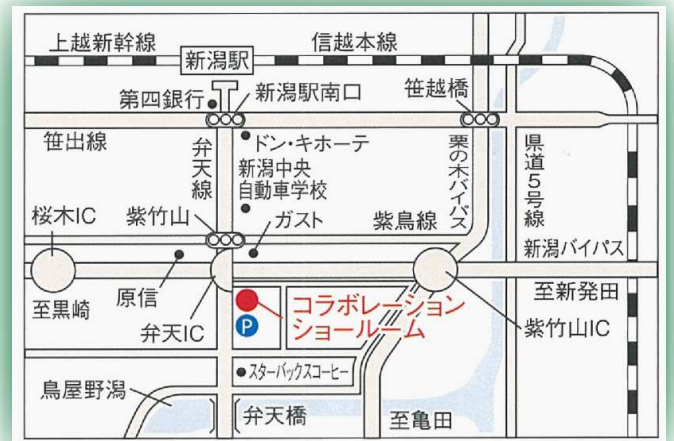 上越新幹線
信越本線
新潟駅
第四銀行
新潟駅南口
笹越橋
笹出線
弁天線
ドン・キホーテ
新潟中央
自動車学校
栗の木バイパス
県道5号線
桜木IC
紫竹山
ガスト
紫鳥線
新潟バイパス
原信
至黒崎
弁天IC
P
コラボレーション
ショールーム
至新発田
紫竹山IC
スターバックスコーヒー
鳥屋野潟
弁天橋
至亀田